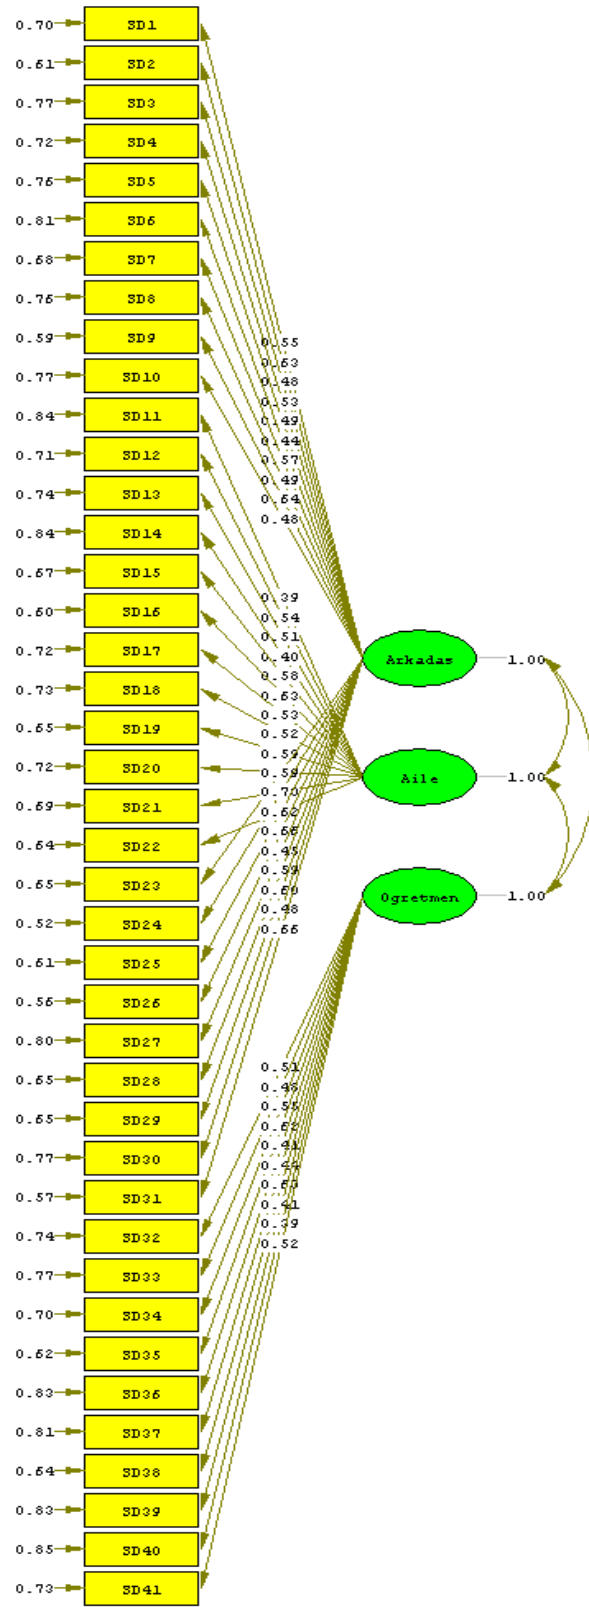 0.70 SD1
0.61 SD2
0.77 SD3
0.72 SD4
0.76 SD5
0.81 SD6
0.68 SD7
0.76 SD8
0.59 SD9
0.77 SD10
0.84 SD11
0.71 SD12
0.74 SD13
0.84 SD14
0.67 SD15
0.60 SD16
0.72 SD17
0.73 SD18
0.65 SD19
0.72 SD20
0.69 SD21
0.64 SD22
0.65 SD23
0.52 SD24
0.61 SD25
0.56 SD26
0.80 SD27
0.65 SD28
0.65 SD29
0.77 SD30
0.57 SD31
0.74 SD32
0.77 SD33
0.70 SD34
0.62 SD35
0.83 SD36
0.81 SD37
0.64 SD38
0.83 SD39
0.85 SD40
0.73 SD41
0.55
0.63
0.48
0.53
0.49
0.44
0.57
0.49
0.64
0.48
0.39
0.54
0.51
0.40
0.58
0.63
0.53
0.52
0.59
0.59
0.70
0.62
0.66
0.45
0.59
0.48
0.66
0.51
0.48
0.55
0.62
0.41
0.44
0.41
0.39
0.52
Arkadas 1.00
Aile 1.00
Ogretmen 1.00